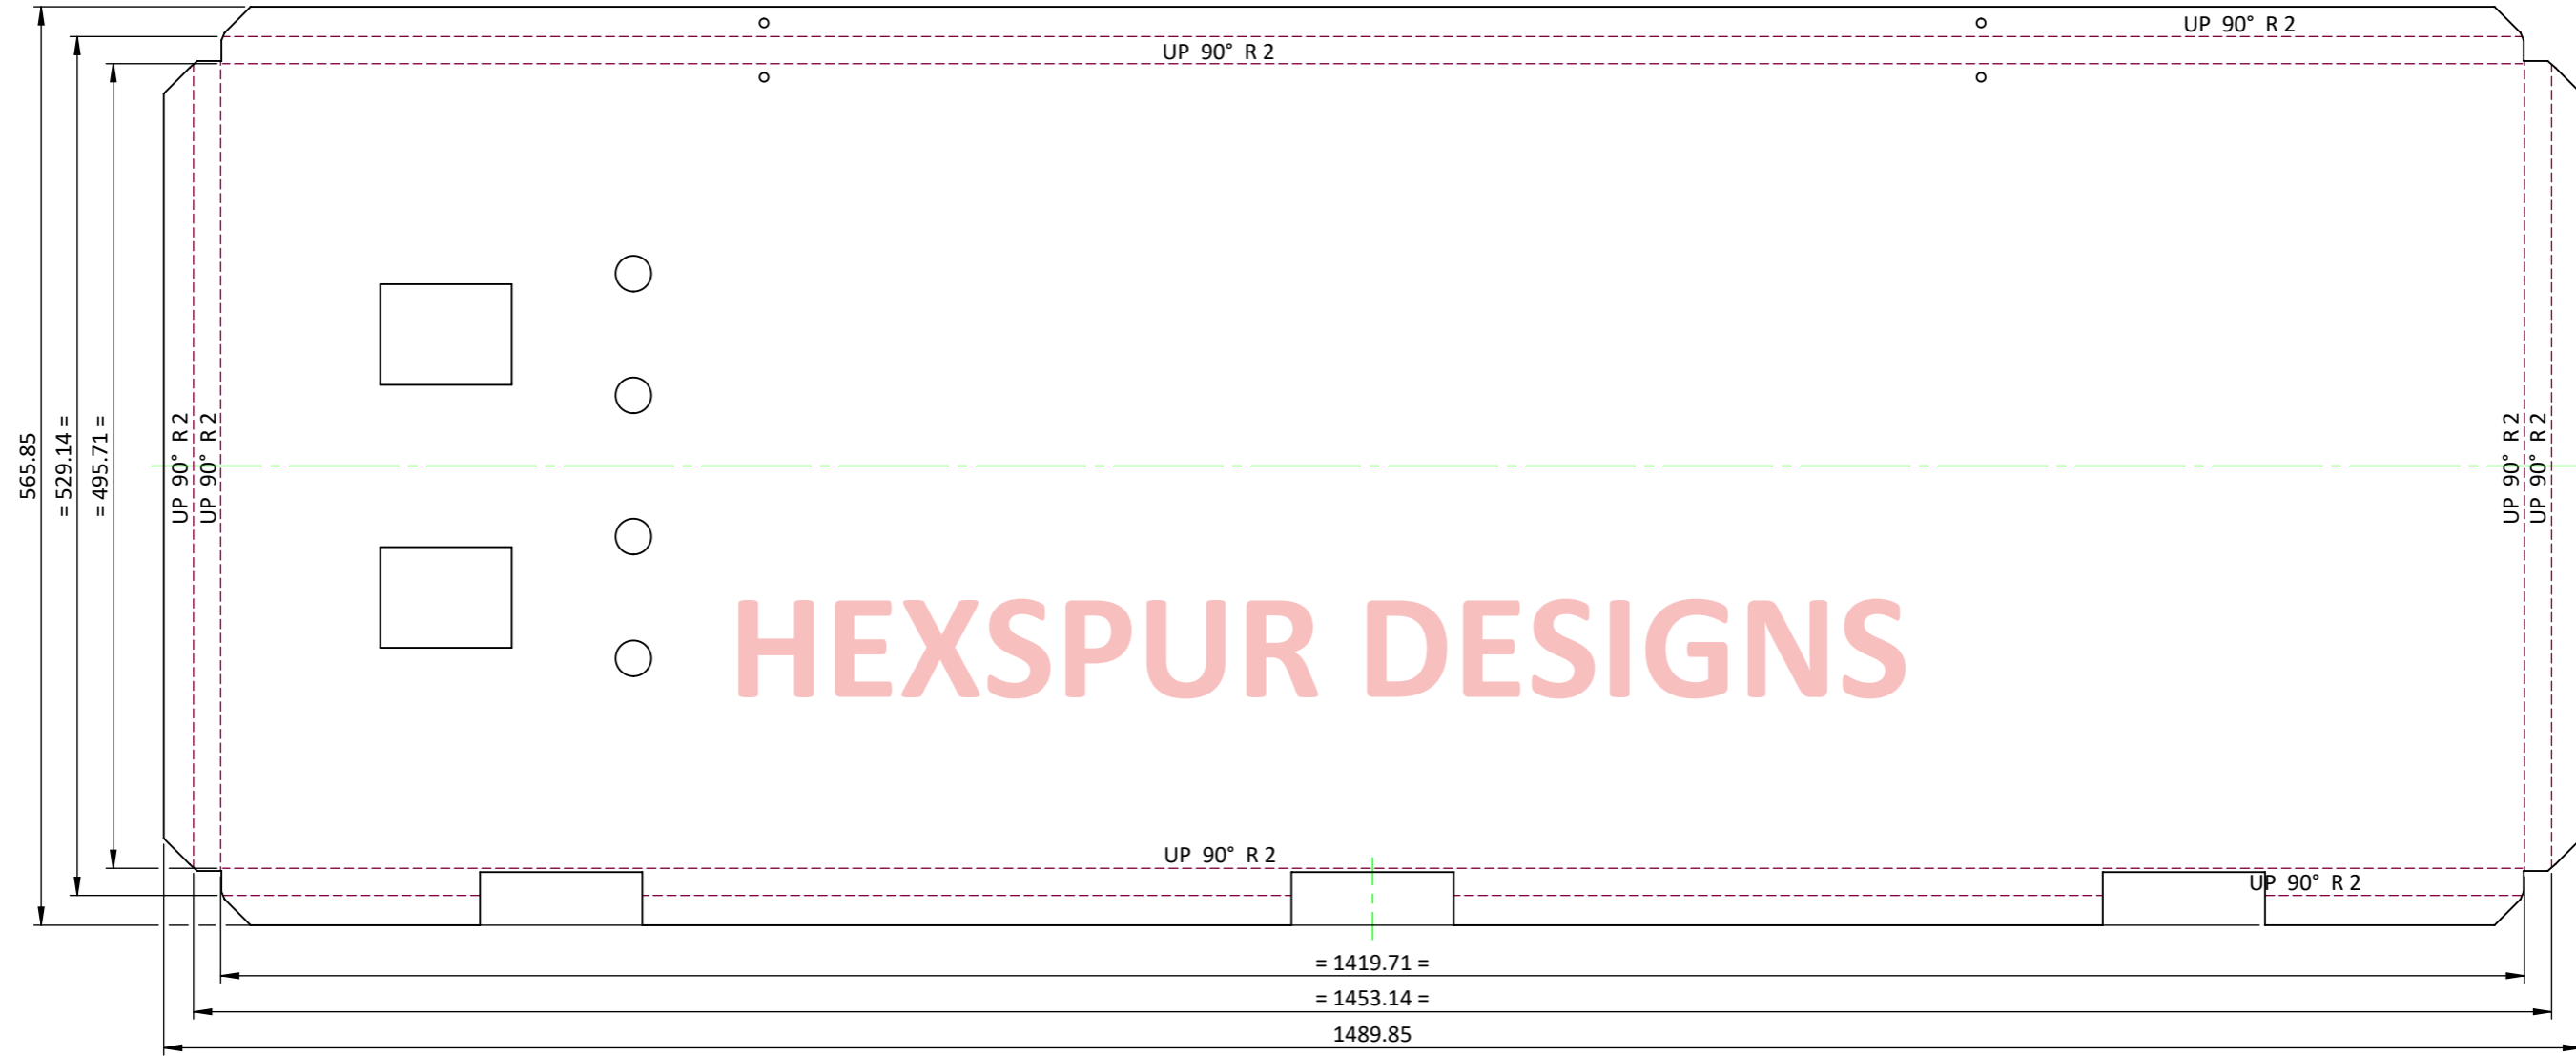 UP 90° R 2
UP 90° R 2
565.85
= 529.14 =
= 495.71 =
UP 90° R 2
UP 90° R 2
UP 90° R 2
UP 90° R 2
HEXSPUR DESIGNS
UP 90° R 2
UP 90° R 2
= 1419.71 =
= 1453.14 =
1489.85